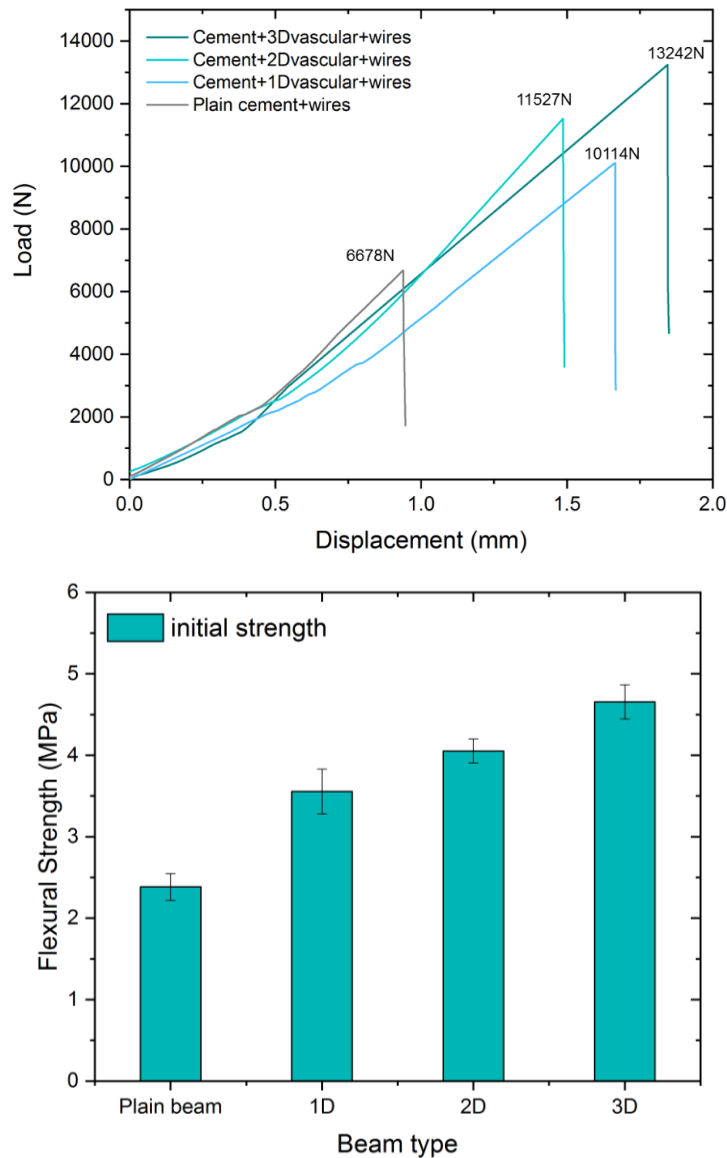 Cement+3Dvascular+wires
Cement+2Dvascular+wires
Cement+1Dvascular+wires
Plain cement+wires
13242N
11527N
10114N
6678N
14000
12000
10000
8000
6000
4000
2000
0
Load (N)
0.0 0.5 1.0 1.5 2.0
Displacement (mm)
initial strength
6
5
4
3
2
1
0
Flexural Strength (MPa)
Plain beam 1D 2D 3D
Beam type